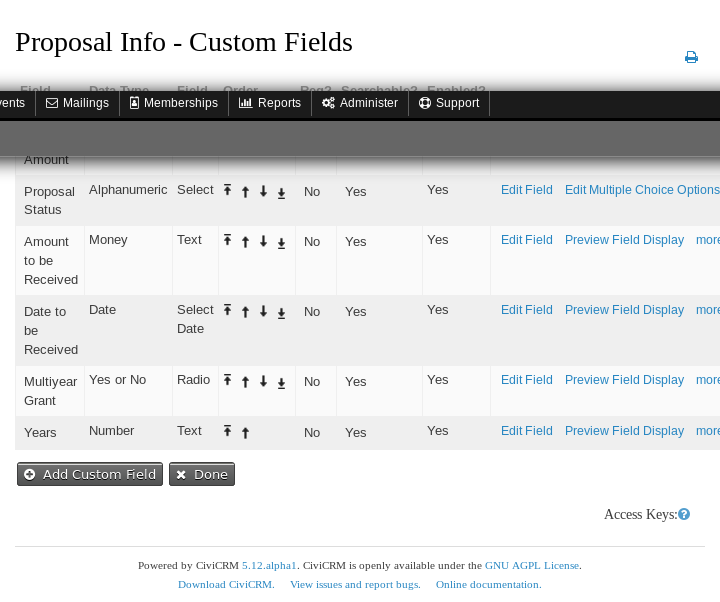 Proposal Info - Custom Fields
Field Data Type Field Order Req? Searchable? Enabled?
vents Mailings Memberships Reports Administer Support
Amount
Proposal Status Alphanumeric Select No Yes Yes Edit Field Edit Multiple Choice Options
Amount to be Received Money Text No Yes Yes Edit Field Preview Field Display more
Date to be Received Date Select Date No Yes Yes Edit Field Preview Field Display more
Multiyear Grant Yes or No Radio No Yes Yes Edit Field Preview Field Display more
Years Number Text No Yes Yes Edit Field Preview Field Display more
Add Custom Field Done
Access Keys:
Powered by CiviCRM 5.12.alpha1. CiviCRM is openly available under the GNU AGPL License.
Download CiviCRM. View issues and report bugs. Online documentation.